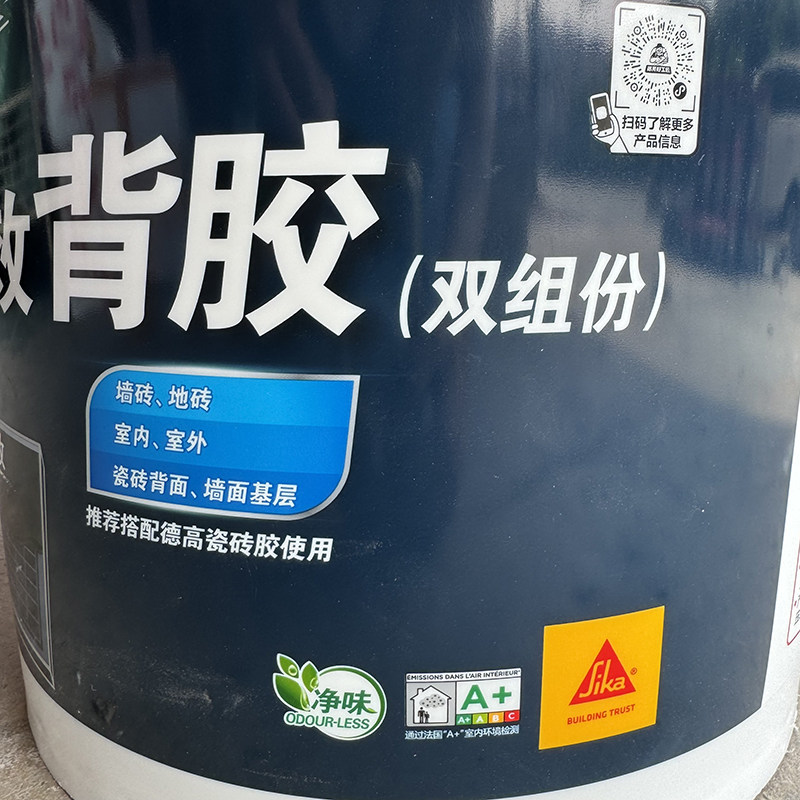 扫码了解更多
产品信息
背胶(双组份)
墙砖、地砖
室内、室外
瓷砖背面、墙面基层
推荐搭配德高瓷砖胶使用
净味
ODOUR-LESS
ÉMISSIONS DANS L'AIR INTÉRIEUR*
A+
A+ A B C
通过法国"A+"室内环境检测
Sika®
BUILDING TRUST